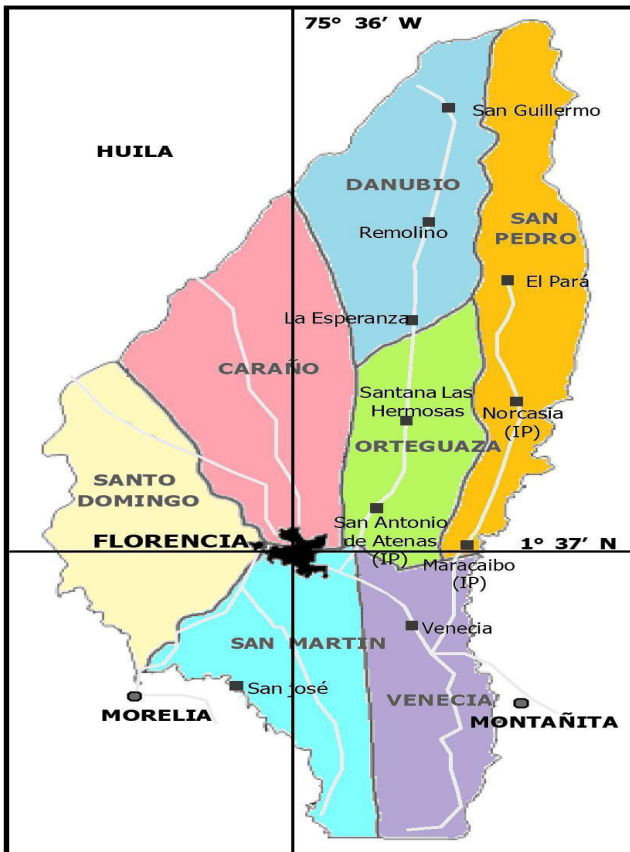 75° 36’ W
San Guillermo
HUILA
DANUBIO
SAN
PEDRO
Remolino
El Pará
La Esperanza
CARAÑO
Santana Las
Hermosas
Norcasia
(IP)
ORTEGUAZA
SANTO
DOMINGO
San Antonio
de Atenas
(IP)
FLORENCIA
1° 37’ N
Maracaibo
(IP)
Venecia
SAN MARTIN
San josé
VENECIA
MORELIA
MONTAÑITA